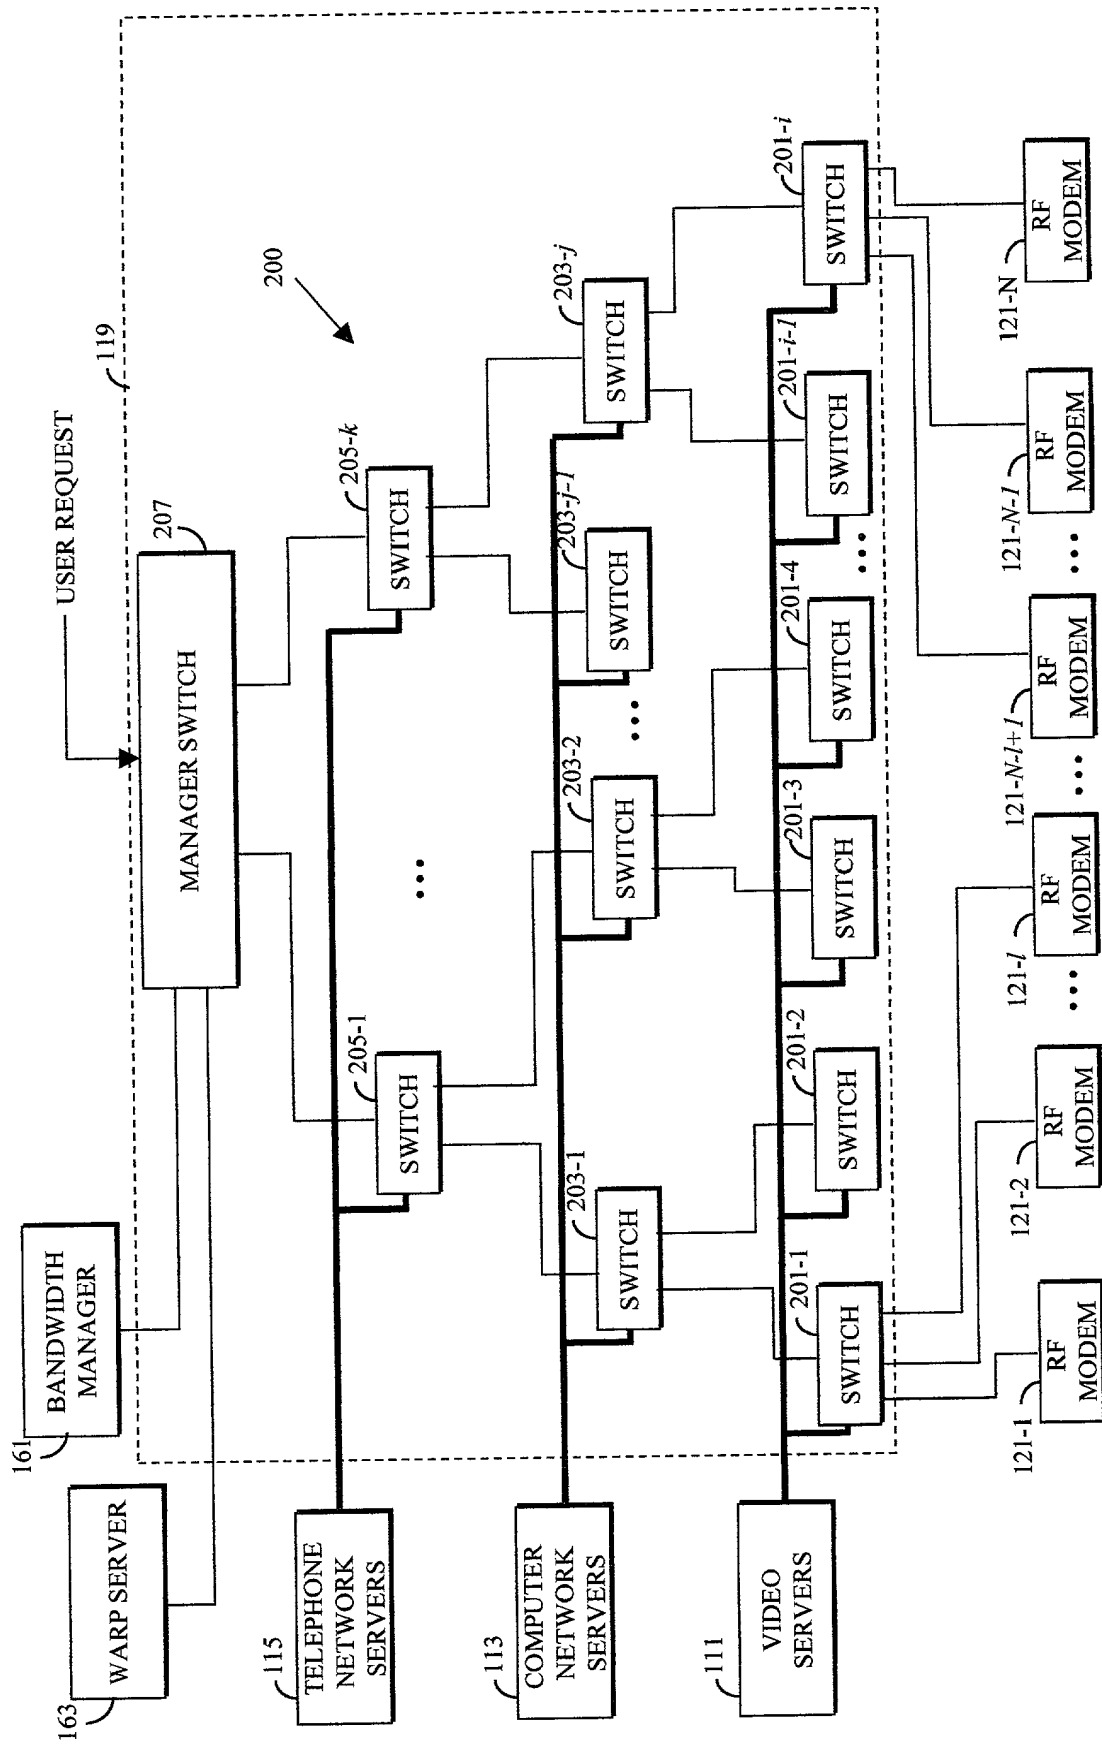 USER REQUEST
119
207
MANAGER SWITCH
161
BANDWIDTH
MANAGER
163
WARP SERVER
200
205-1
SWITCH
...
205-k
SWITCH
115
TELEPHONE
NETWORK
SERVERS
203-1
SWITCH
203-2
SWITCH
...
203-j-1
SWITCH
203-j
SWITCH
113
COMPUTER
NETWORK
SERVERS
201-1
SWITCH
201-2
SWITCH
201-3
SWITCH
201-4
SWITCH
...
201-i-1
SWITCH
201-i
SWITCH
111
VIDEO
SERVERS
121-1
RF
MODEM
121-2
RF
MODEM
...
121-l
RF
MODEM
...
121-N-l+1
RF
MODEM
...
121-N-1
RF
MODEM
121-N
RF
MODEM